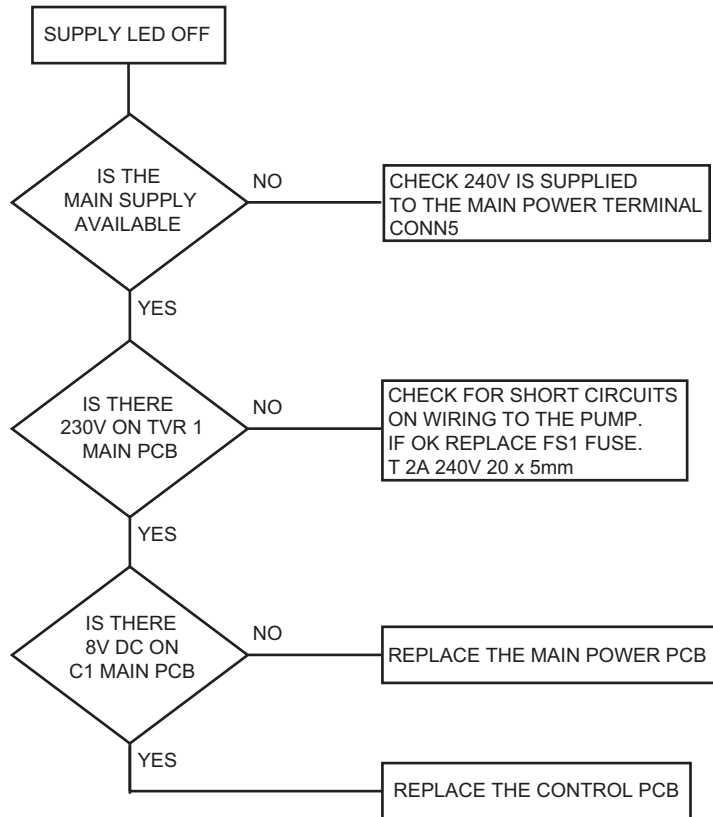 SUPPLY LED OFF
IS THE
MAIN SUPPLY
AVAILABLE
NO
CHECK 240V IS SUPPLIED
TO THE MAIN POWER TERMINAL
CONN5
YES
IS THERE
230V ON TVR 1
MAIN PCB
NO
CHECK FOR SHORT CIRCUITS
ON WIRING TO THE PUMP.
IF OK REPLACE FS1 FUSE.
T 2A 240V 20 x 5mm
YES
IS THERE
8V DC ON
C1 MAIN PCB
NO
REPLACE THE MAIN POWER PCB
YES
REPLACE THE CONTROL PCB